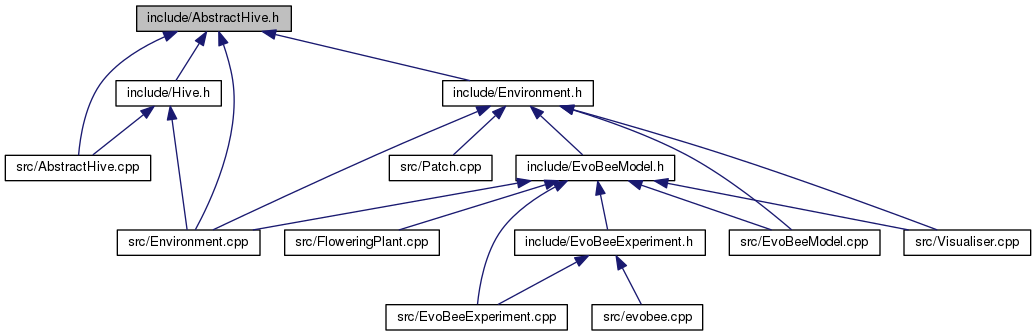 include/AbstractHive.h
include/Hive.h
include/Environment.h
src/AbstractHive.cpp
src/Patch.cpp
include/EvoBeeModel.h
src/Environment.cpp
src/FloweringPlant.cpp
include/EvoBeeExperiment.h
src/EvoBeeModel.cpp
src/Visualiser.cpp
src/EvoBeeExperiment.cpp
src/evobee.cpp